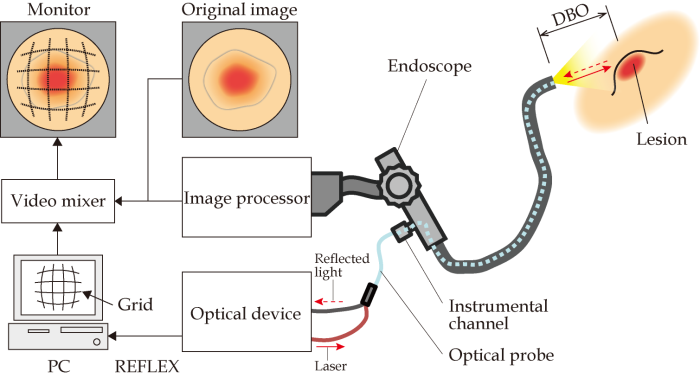 Monitor
Original image
DBO
Endoscope
Lesion
Image processor
Video mixer
Reflected
light
Grid
Optical device
Instrumental
channel
Optical probe
Laser
PC
REFLEX